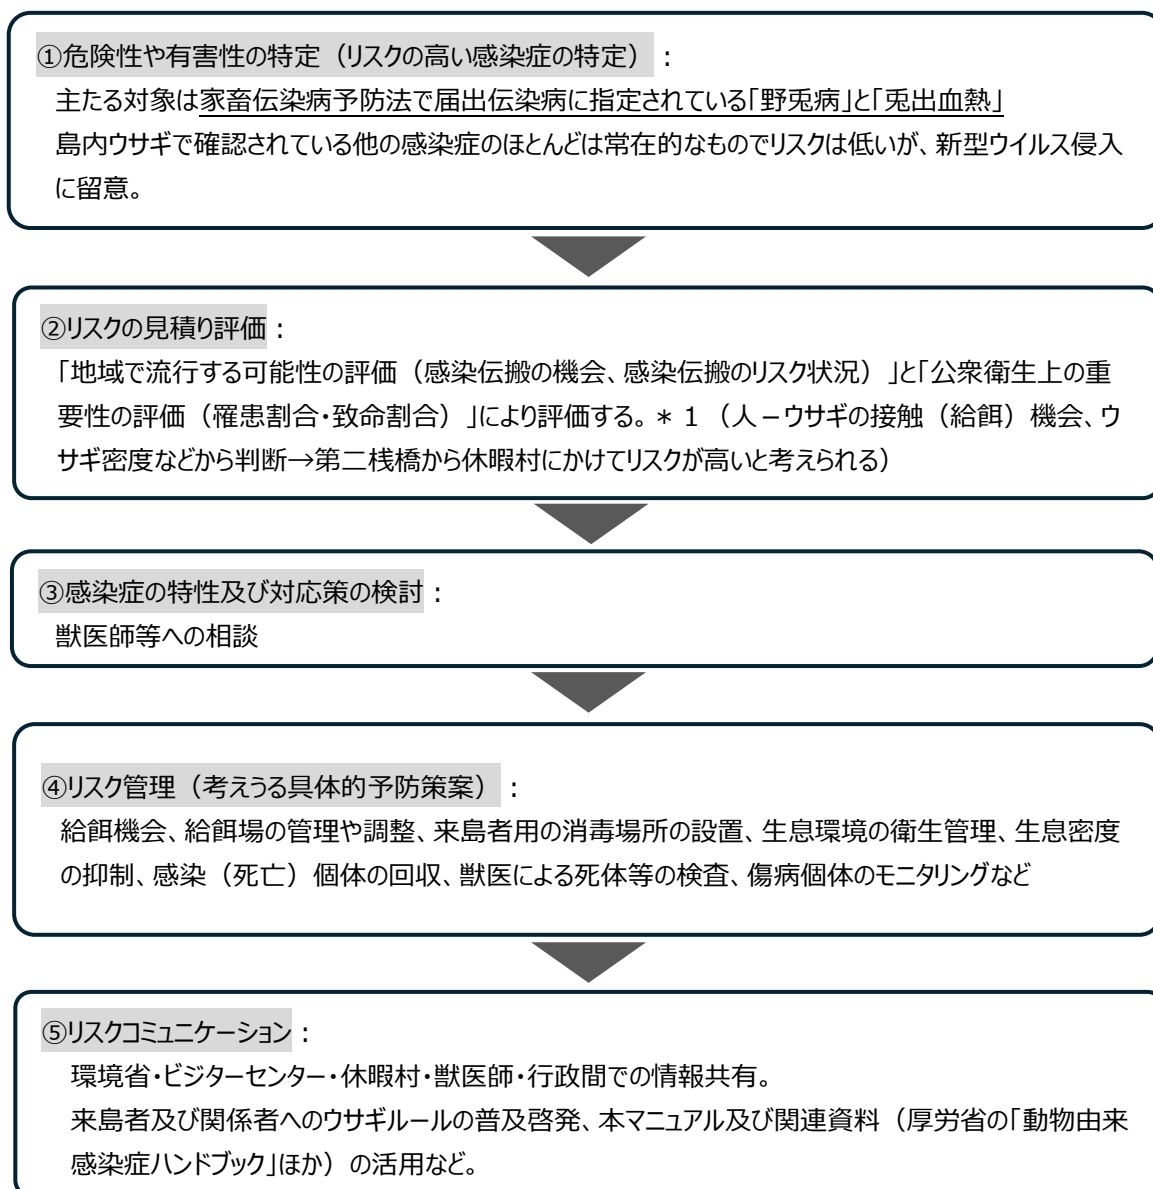 ①危険性や有害性の特定（リスクの高い感染症の特定）：
主たる対象は家畜伝染病予防法で届出伝染病に指定されている「野兎病」と「兎出血熱」
島内ウサギで確認されている他の感染症のほとんどは常在的なものでリスクは低いが、新型ウイルス侵入
に留意。
②リスクの見積り評価：
「地域で流行する可能性の評価（感染伝搬の機会、感染伝搬のリスク状況）」と「公衆衛生上の重
要性の評価（罹患割合・致命割合）」により評価する。＊１（人－ウサギの接触（給餌）機会、ウ
サギ密度などから判断→第二桟橋から休暇村にかけてリスクが高いと考えられる）
③感染症の特性及び対応策の検討：
獣医師等への相談
④リスク管理（考えうる具体的予防策案）：
給餌機会、給餌場の管理や調整、来島者用の消毒場所の設置、生息環境の衛生管理、生息密度
の抑制、感染（死亡）個体の回収、獣医による死体等の検査、傷病個体のモニタリングなど
⑤リスクコミュニケーション：
環境省・ビジターセンター・休暇村・獣医師・行政間での情報共有。
来島者及び関係者へのウサギルールの普及啓発、本マニュアル及び関連資料（厚労省の「動物由来
感染症ハンドブック」ほか）の活用など。